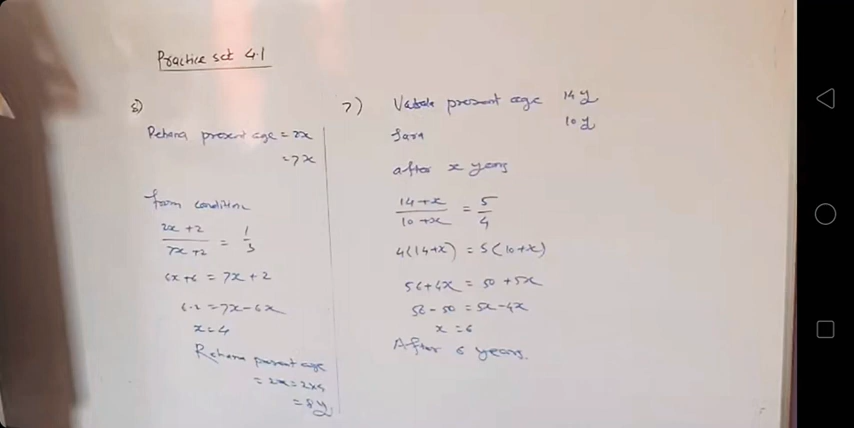 Practice set 4.1
8)
Rehana present age = 2x
= 7x
from condition
2x + 2 / 7x + 2 = 1 / 3
6x + 6 = 7x + 2
6 - 2 = 7x - 6x
x = 4
Rehana present age
= 2x = 2x4
= 8y
7) Vatsala present age 14y
Sara 10y
after x years
14 + x / 10 + x = 5 / 4
4(14+x) = 5(10+x)
56 + 4x = 50 + 5x
56 - 50 = 5x - 4x
x = 6
After 6 years.